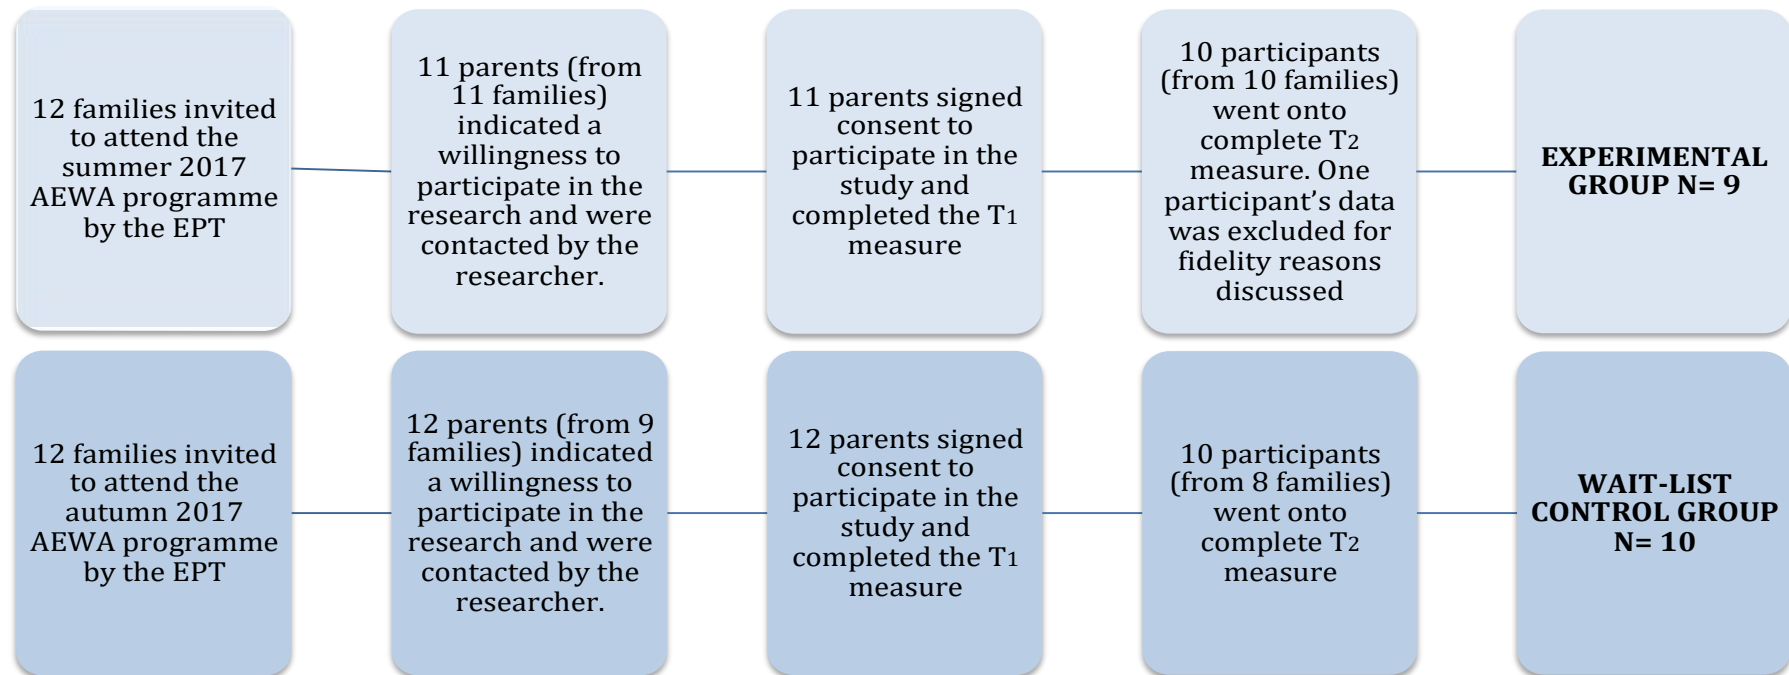 12 families invited
to attend the
summer 2017
AEWA programme
by the EPT
11 parents (from
11 families)
indicated a
willingness to
participate in the
research and were
contacted by the
researcher.
11 parents signed
consent to
participate in the
study and
completed the T1
measure
10 participants
(from 10 families)
went onto
complete T2
measure. One
participant's data
was excluded for
fidelity reasons
discussed
EXPERIMENTAL
GROUP N= 9
12 families invited
to attend the
autumn 2017
AEWA programme
by the EPT
12 parents (from 9
families) indicated
a willingness to
participate in the
research and were
contacted by the
researcher.
12 parents signed
consent to
participate in the
study and
completed the T1
measure
10 participants
(from 8 families)
went onto
complete T2
measure
WAIT-LIST
CONTROL GROUP
N= 10